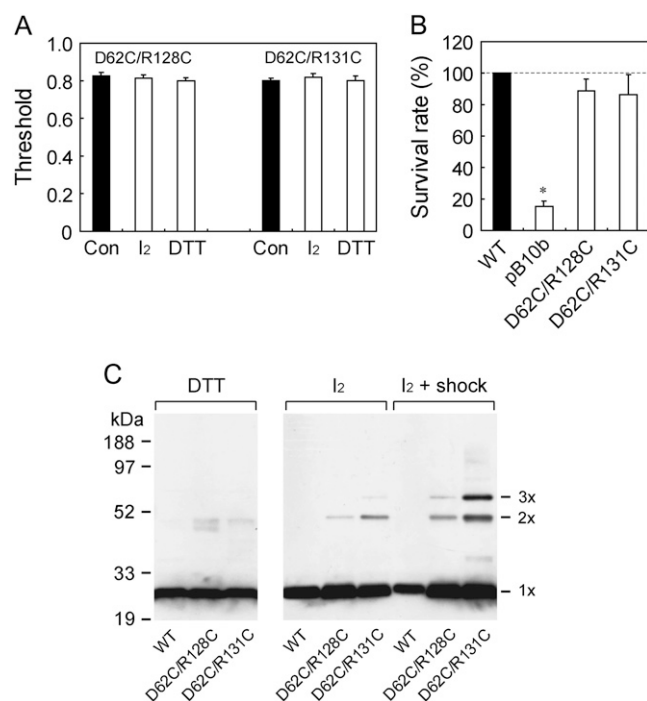 A
D62C/R128C
D62C/R131C
Threshold
1.0
0.8
0.6
0.4
0.2
0
Con I₂ DTT
Con I₂ DTT
B
Survival rate (%)
120
100
80
60
40
20
0
*
WT
pB10b
D62C/R128C
D62C/R131C
C
DTT
I₂
I₂ + shock
kDa
188
97
52
33
19
3x
2x
1x
WT
D62C/R128C
D62C/R131C
WT
D62C/R128C
D62C/R131C
WT
D62C/R128C
D62C/R131C